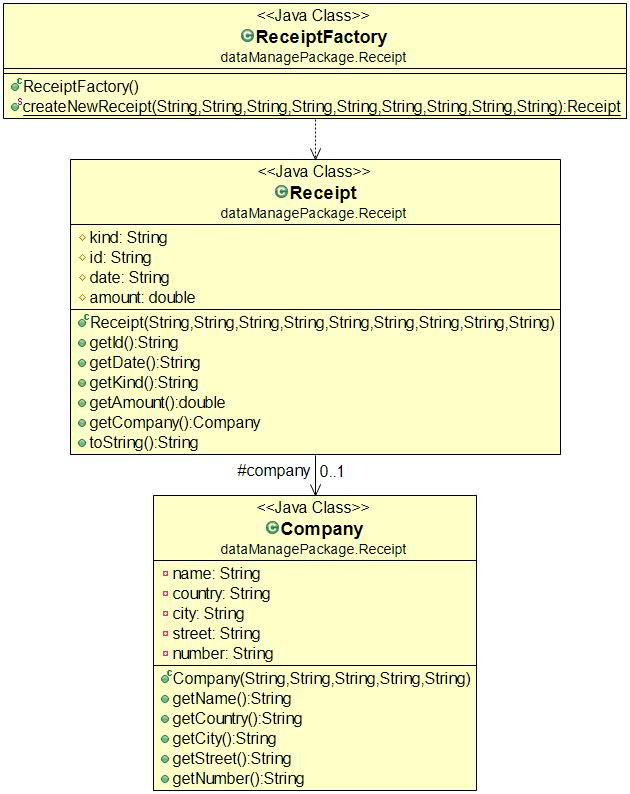 <<Java Class>>
ReceiptFactory
dataManagePackage.Receipt
ReceiptFactory()
createNewReceipt(String,String,String,String,String,String,String,String,String):Receipt
<<Java Class>>
Receipt
dataManagePackage.Receipt
kind: String
id: String
date: String
amount: double
Receipt(String,String,String,String,String,String,String,String,String)
getId():String
getDate():String
getKind():String
getAmount():double
getCompany():Company
toString():String
#company 0..1
<<Java Class>>
Company
dataManagePackage.Receipt
name: String
country: String
city: String
street: String
number: String
Company(String,String,String,String,String)
getName():String
getCountry():String
getCity():String
getStreet():String
getNumber():String